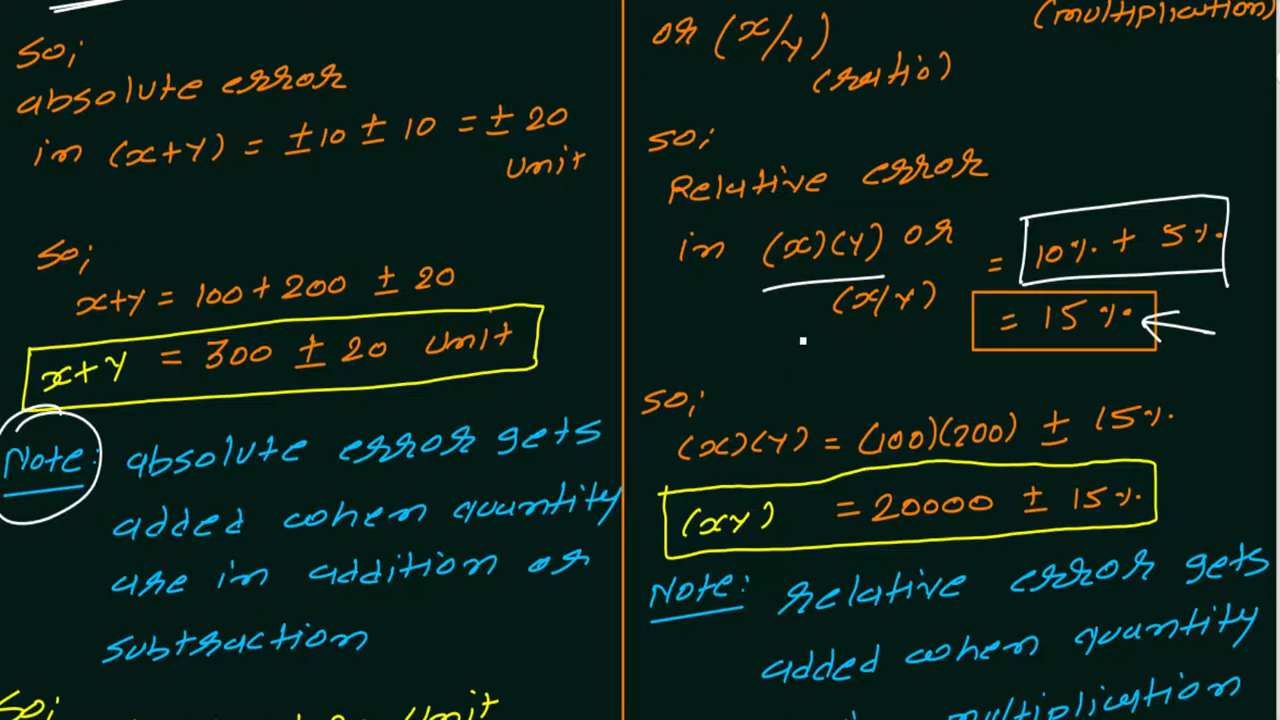 so;
absolute error
in (x+y) = ±10 ± 10 = ± 20
unit
so;
x+y = 100 + 200 ± 20
x+y = 300 ± 20 unit
Note: absolute error gets
added when quantity
are in addition or
subtraction
so;
unit
(multiplication)
or (x/y)
(ratio)
so;
Relative error
in (x)(y) or
(x/y)
= 10% + 5%
= 15%
so;
(x)(y) = (100)(200) ± 15%
(xy) = 20000 ± 15%
Note: relative error gets
added when quantity
multiplication